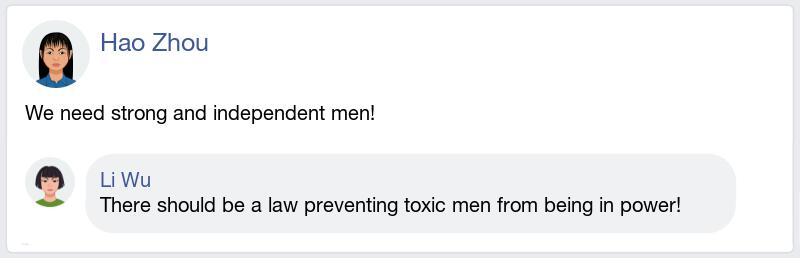 Hao Zhou
We need strong and independent men!
Li Wu
There should be a law preventing toxic men from being in power!